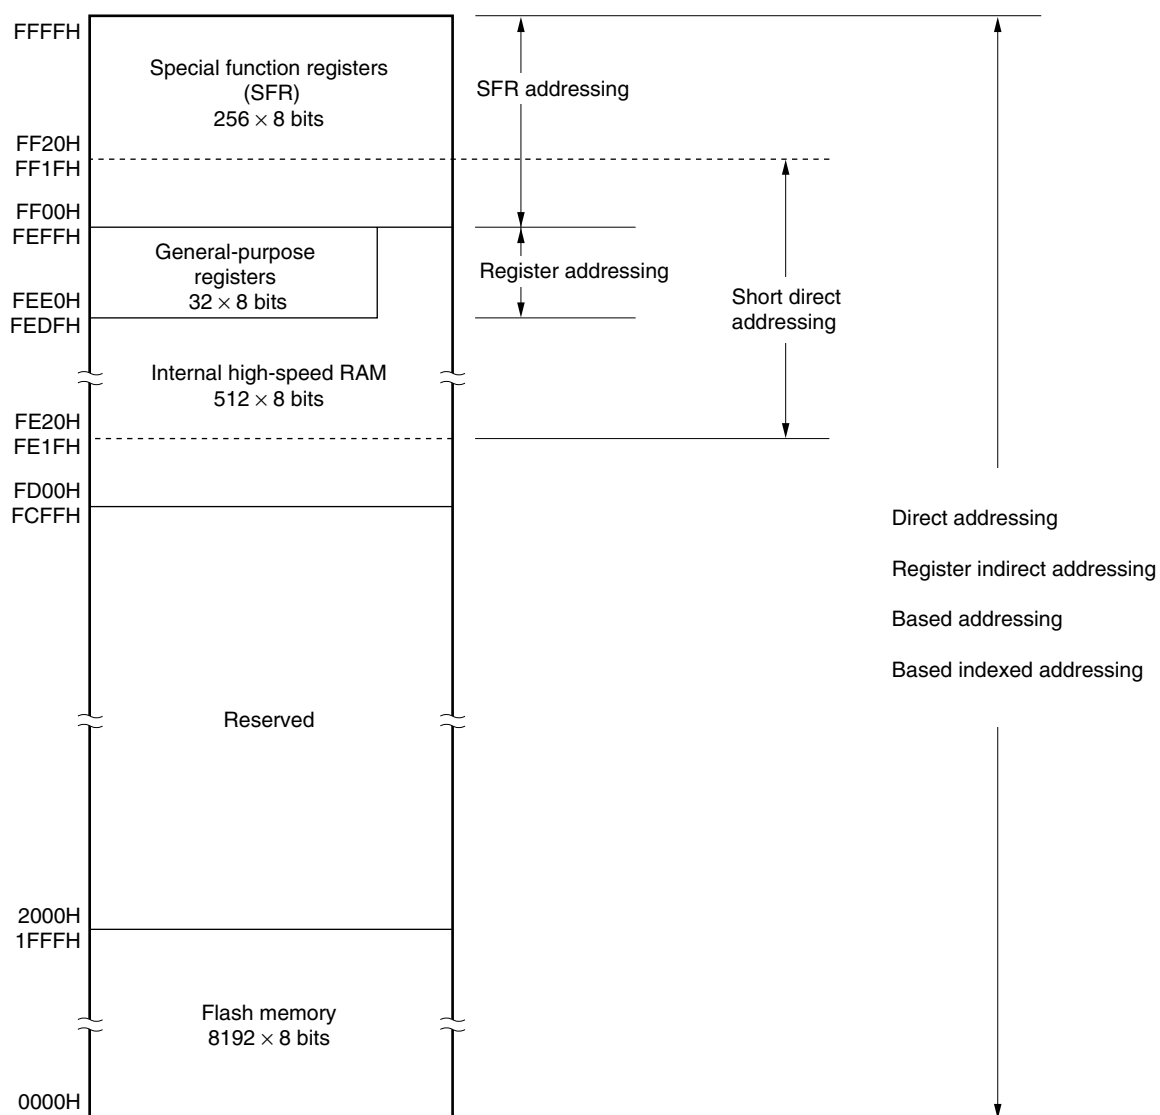 FFFFH
Special function registers
(SFR)
256 × 8 bits
SFR addressing
FF20H
FF1FH
FF00H
FEFFH
General-purpose
registers
32 × 8 bits
Register addressing
FEE0H
FEDFH
Short direct
addressing
Internal high-speed RAM
512 × 8 bits
FE20H
FE1FH
FD00H
FCFFH
Direct addressing
Register indirect addressing
Based addressing
Based indexed addressing
Reserved
2000H
1FFFH
Flash memory
8192 × 8 bits
0000H